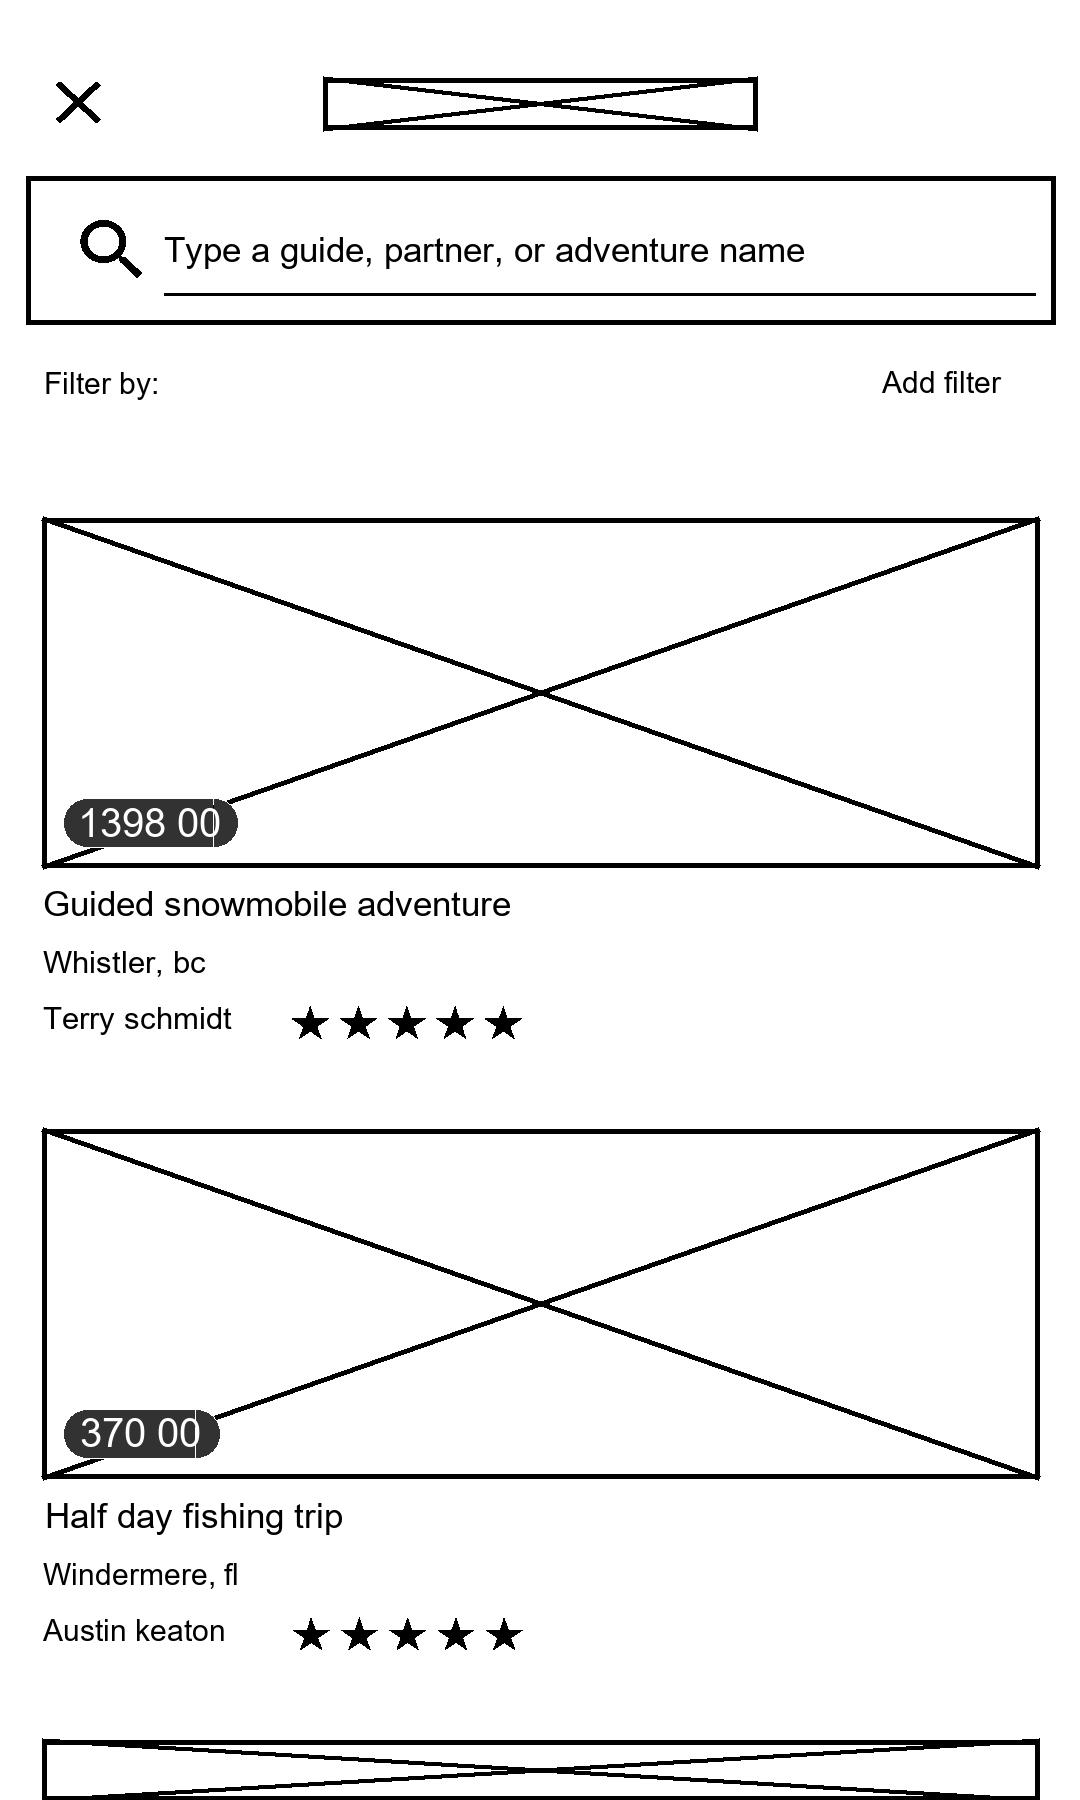 Type a guide, partner, or adventure name
Filter by:
Add filter
1398 00
Guided snowmobile adventure
Whistler, bc
Terry schmidt
370 00
Half day fishing trip
Windermere, fl
Austin keaton